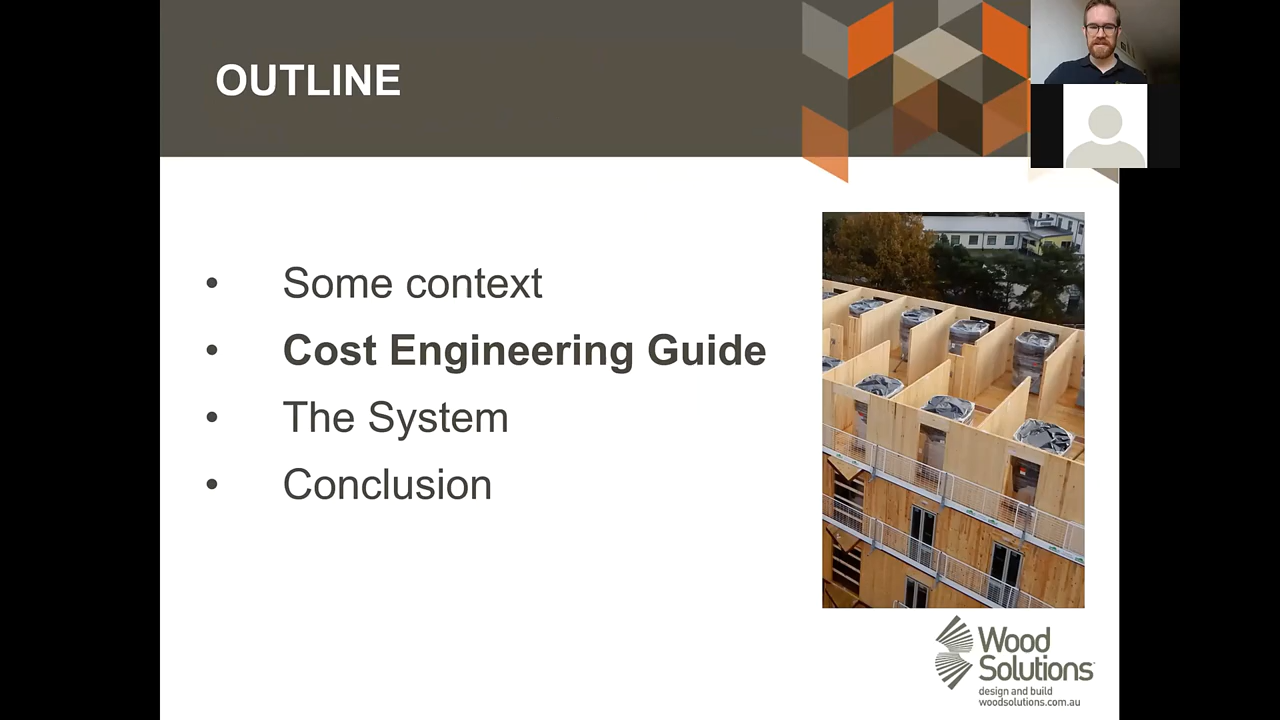 OUTLINE
• Some context
• Cost Engineering Guide
• The System
• Conclusion
Wood
Solutions
design and build
woodsolutions.com.au